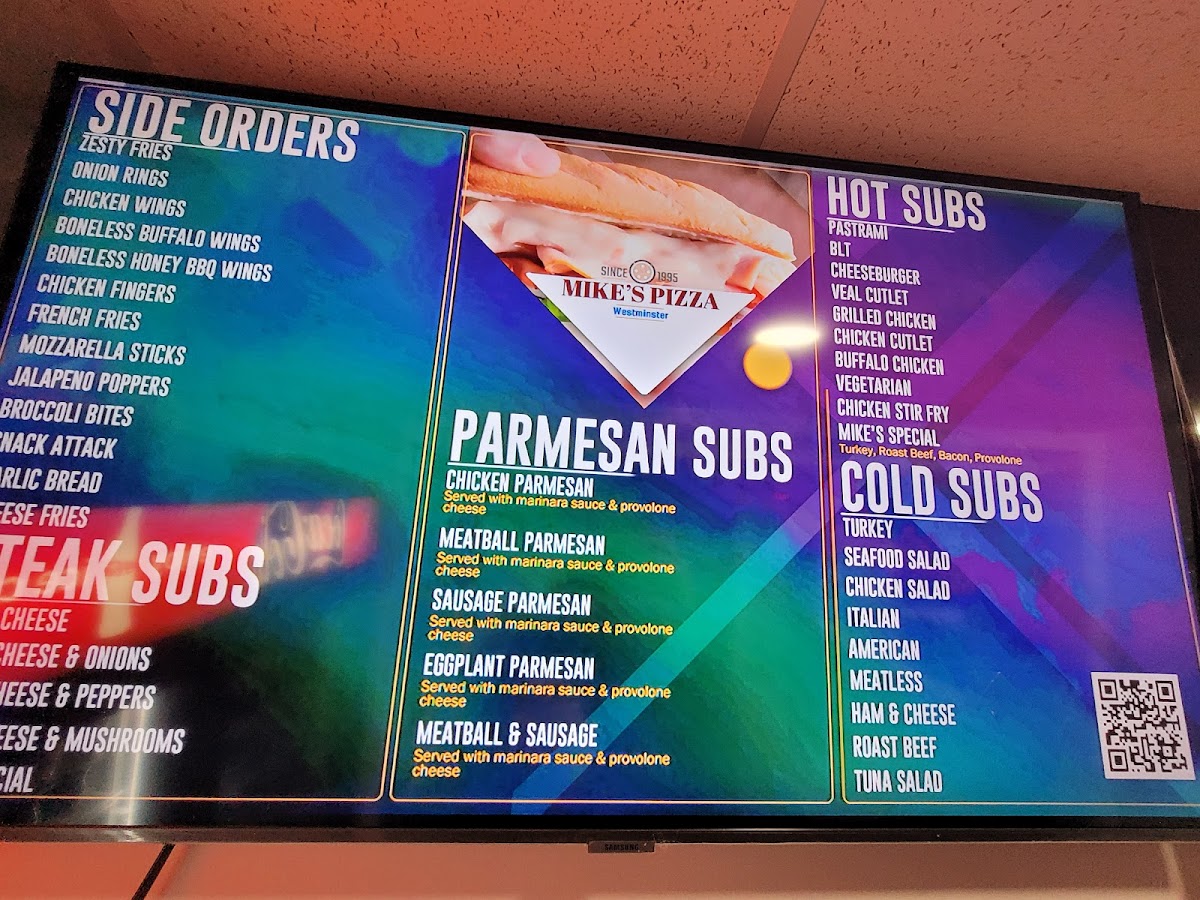 SIDE ORDERS
ZESTY FRIES
ONION RINGS
CHICKEN WINGS
BONELESS BUFFALO WINGS
BONELESS HONEY BBQ WINGS
CHICKEN FINGERS
FRENCH FRIES
MOZZARELLA STICKS
JALAPENO POPPERS
BROCCOLI BITES
NACK ATTACK
ARLIC BREAD
EESE FRIES
TEAK SUBS
CHEESE
CHEESE & ONIONS
HEESE & PEPPERS
EESE & MUSHROOMS
CIAL
SINCE 1995
MIKE'S PIZZA
Westminster
PARMESAN SUBS
CHICKEN PARMESAN
Served with marinara sauce & provolone
cheese
MEATBALL PARMESAN
Served with marinara sauce & provolone
cheese
SAUSAGE PARMESAN
Served with marinara sauce & provolone
cheese
EGGPLANT PARMESAN
Served with marinara sauce & provolone
cheese
MEATBALL & SAUSAGE
Served with marinara sauce & provolone
cheese
HOT SUBS
PASTRAMI
BLT
CHEESEBURGER
VEAL CUTLET
GRILLED CHICKEN
CHICKEN CUTLET
BUFFALO CHICKEN
VEGETARIAN
CHICKEN STIR FRY
MIKE'S SPECIAL
Turkey, Roast Beef, Bacon, Provolone
COLD SUBS
TURKEY
SEAFOOD SALAD
CHICKEN SALAD
ITALIAN
AMERICAN
MEATLESS
HAM & CHEESE
ROAST BEEF
TUNA SALAD
SAMSUNG